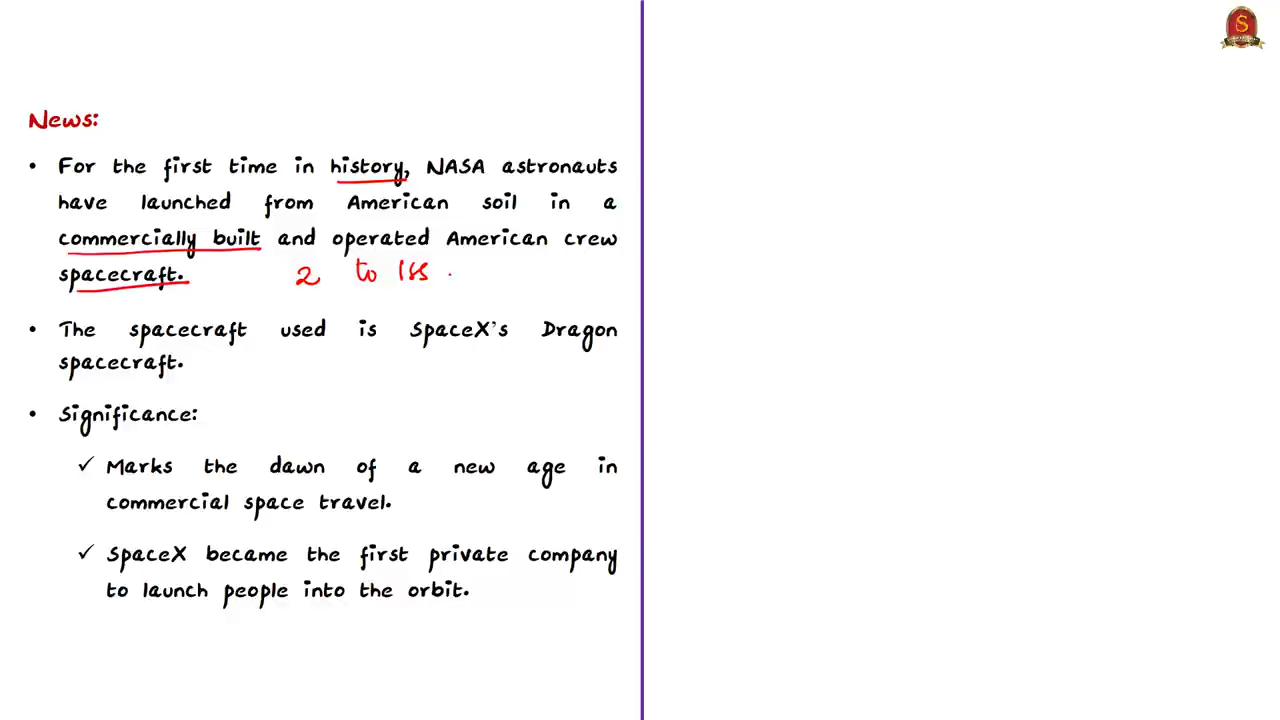 News:
• For the first time in history, NASA astronauts
have launched from American soil in a
commercially built and operated American crew
spacecraft. 2 to ISS
• The spacecraft used is SpaceX's Dragon
spacecraft.
• Significance:
✓ Marks the dawn of a new age in
commercial space travel.
✓ SpaceX became the first private company
to launch people into the orbit.
S